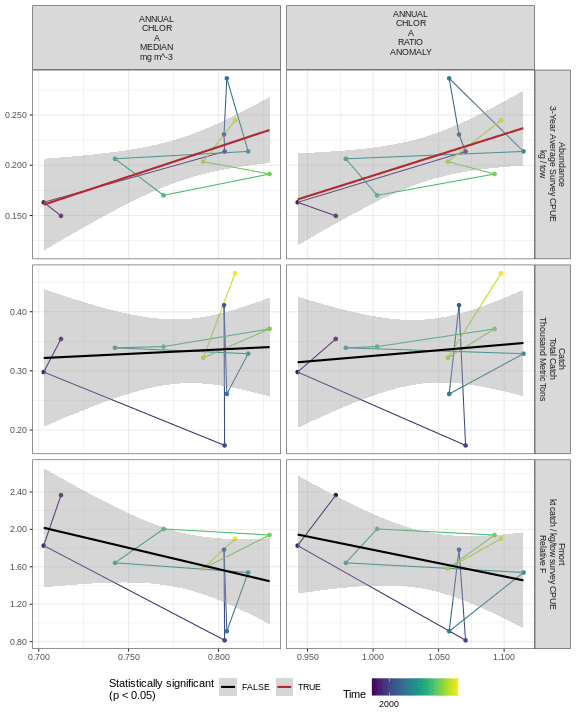 ANNUAL
CHLOR
A
MEDIAN
mg m^-3
ANNUAL
CHLOR
A
RATIO
ANOMALY
0.250
0.200
0.150
Abundance
3-Year Average Survey CPUE
kg / tow
0.40
0.30
0.20
Catch
Total Catch
Thousand Metric Tons
2.40
2.00
1.60
1.20
0.80
Fmort
kt catch / kg/tow survey CPUE
Relative F
0.700
0.750
0.800
0.950
1.000
1.050
1.100
Statistically significant
(p < 0.05)
FALSE
TRUE
Time
2000